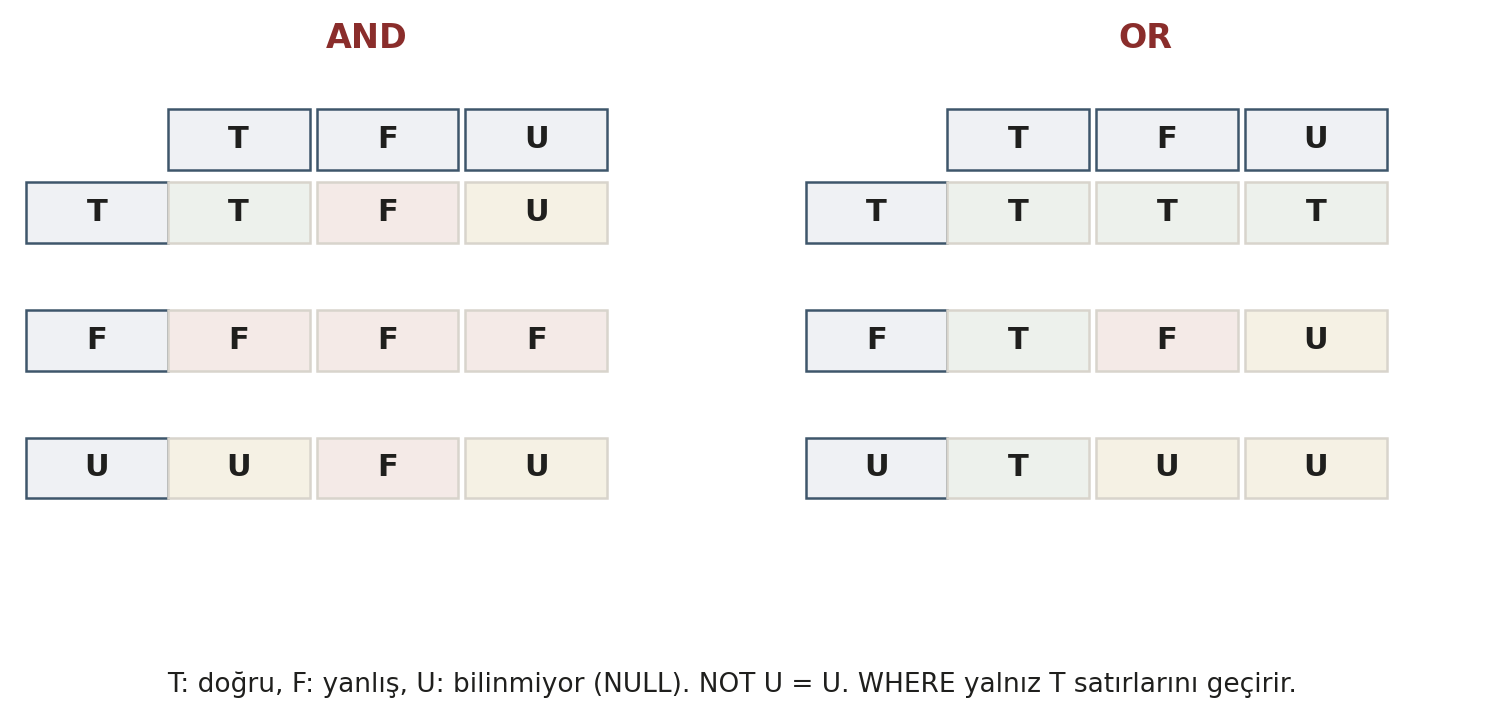 AND OR
T F U T F U
T T F U T T T T
F F F F F T F U
U U F U U T U U
T: doğru, F: yanlış, U: bilinmiyor (NULL). NOT U = U. WHERE yalnız T satırlarını geçirir.